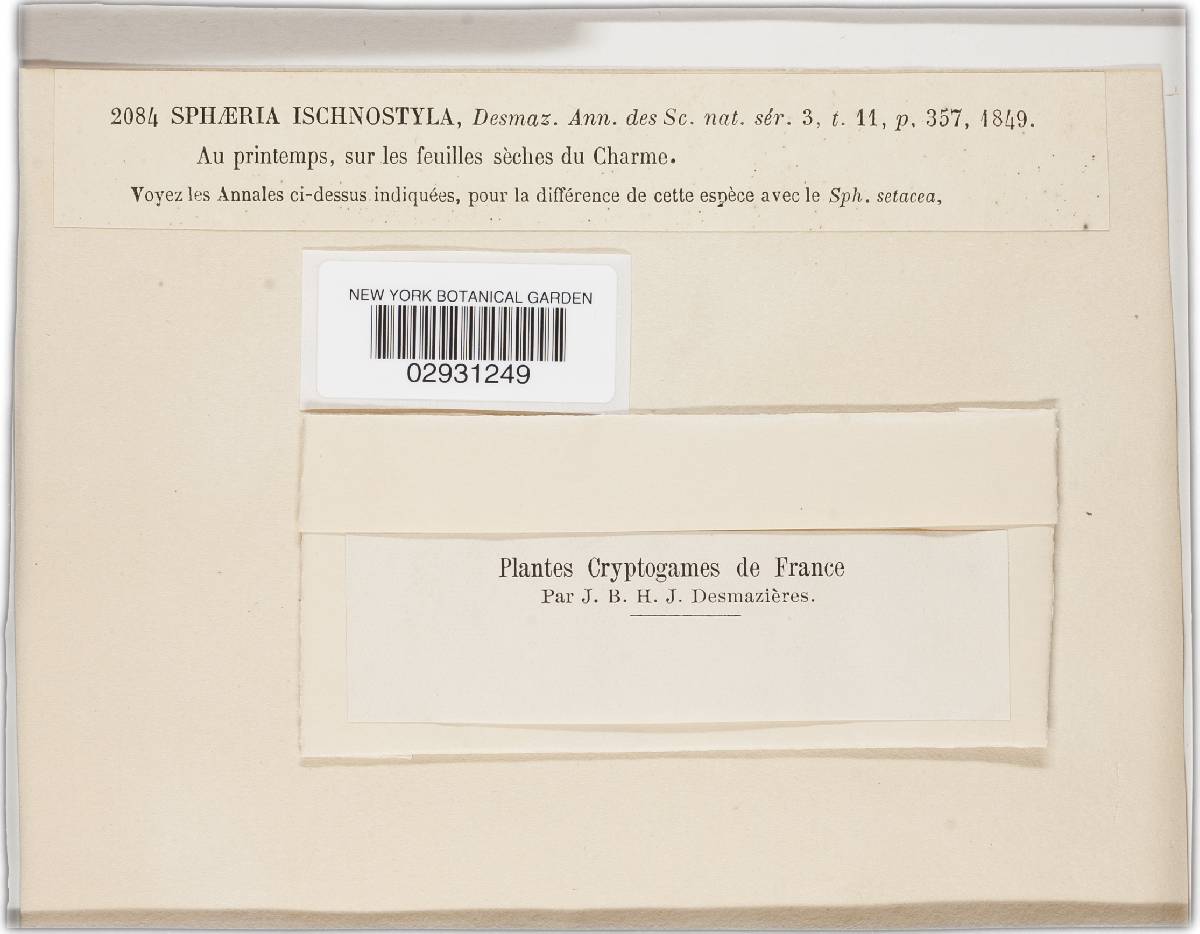 2084 SPHÆRIA ISCHNOSTYLA, Desmaz. Ann. des Sc. nat. sér. 3, t. 11, p. 357, 1849.
Au printemps, sur les feuilles sèches du Charme.
Voyez les Annales ci-dessus indiquées, pour la différence de cette espèce avec le Sph. setacea,
NEW YORK BOTANICAL GARDEN
02931249
Plantes Cryptogames de France
Par J. B. H. J. Desmazières.